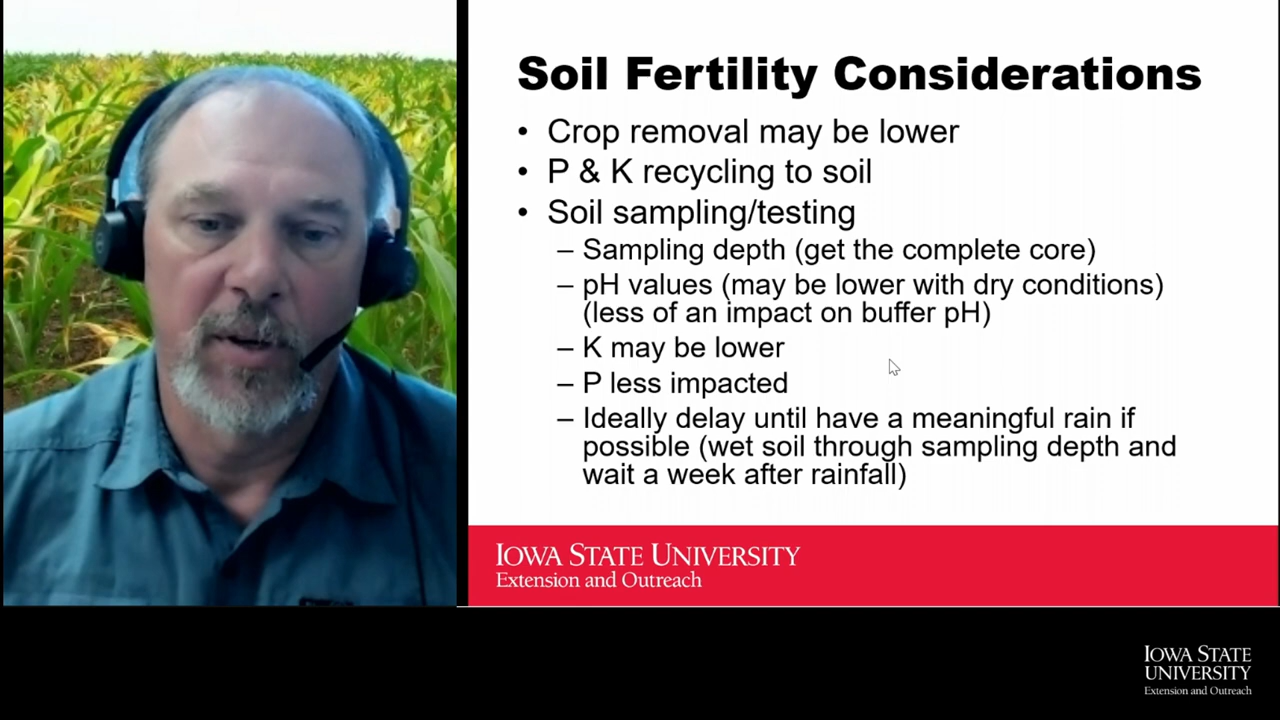 Soil Fertility Considerations
• Crop removal may be lower
• P & K recycling to soil
• Soil sampling/testing
– Sampling depth (get the complete core)
– pH values (may be lower with dry conditions)
(less of an impact on buffer pH)
– K may be lower
– P less impacted
– Ideally delay until have a meaningful rain if
possible (wet soil through sampling depth and
wait a week after rainfall)
IOWA STATE UNIVERSITY
Extension and Outreach
IOWA STATE
UNIVERSITY
Extension and Outreach